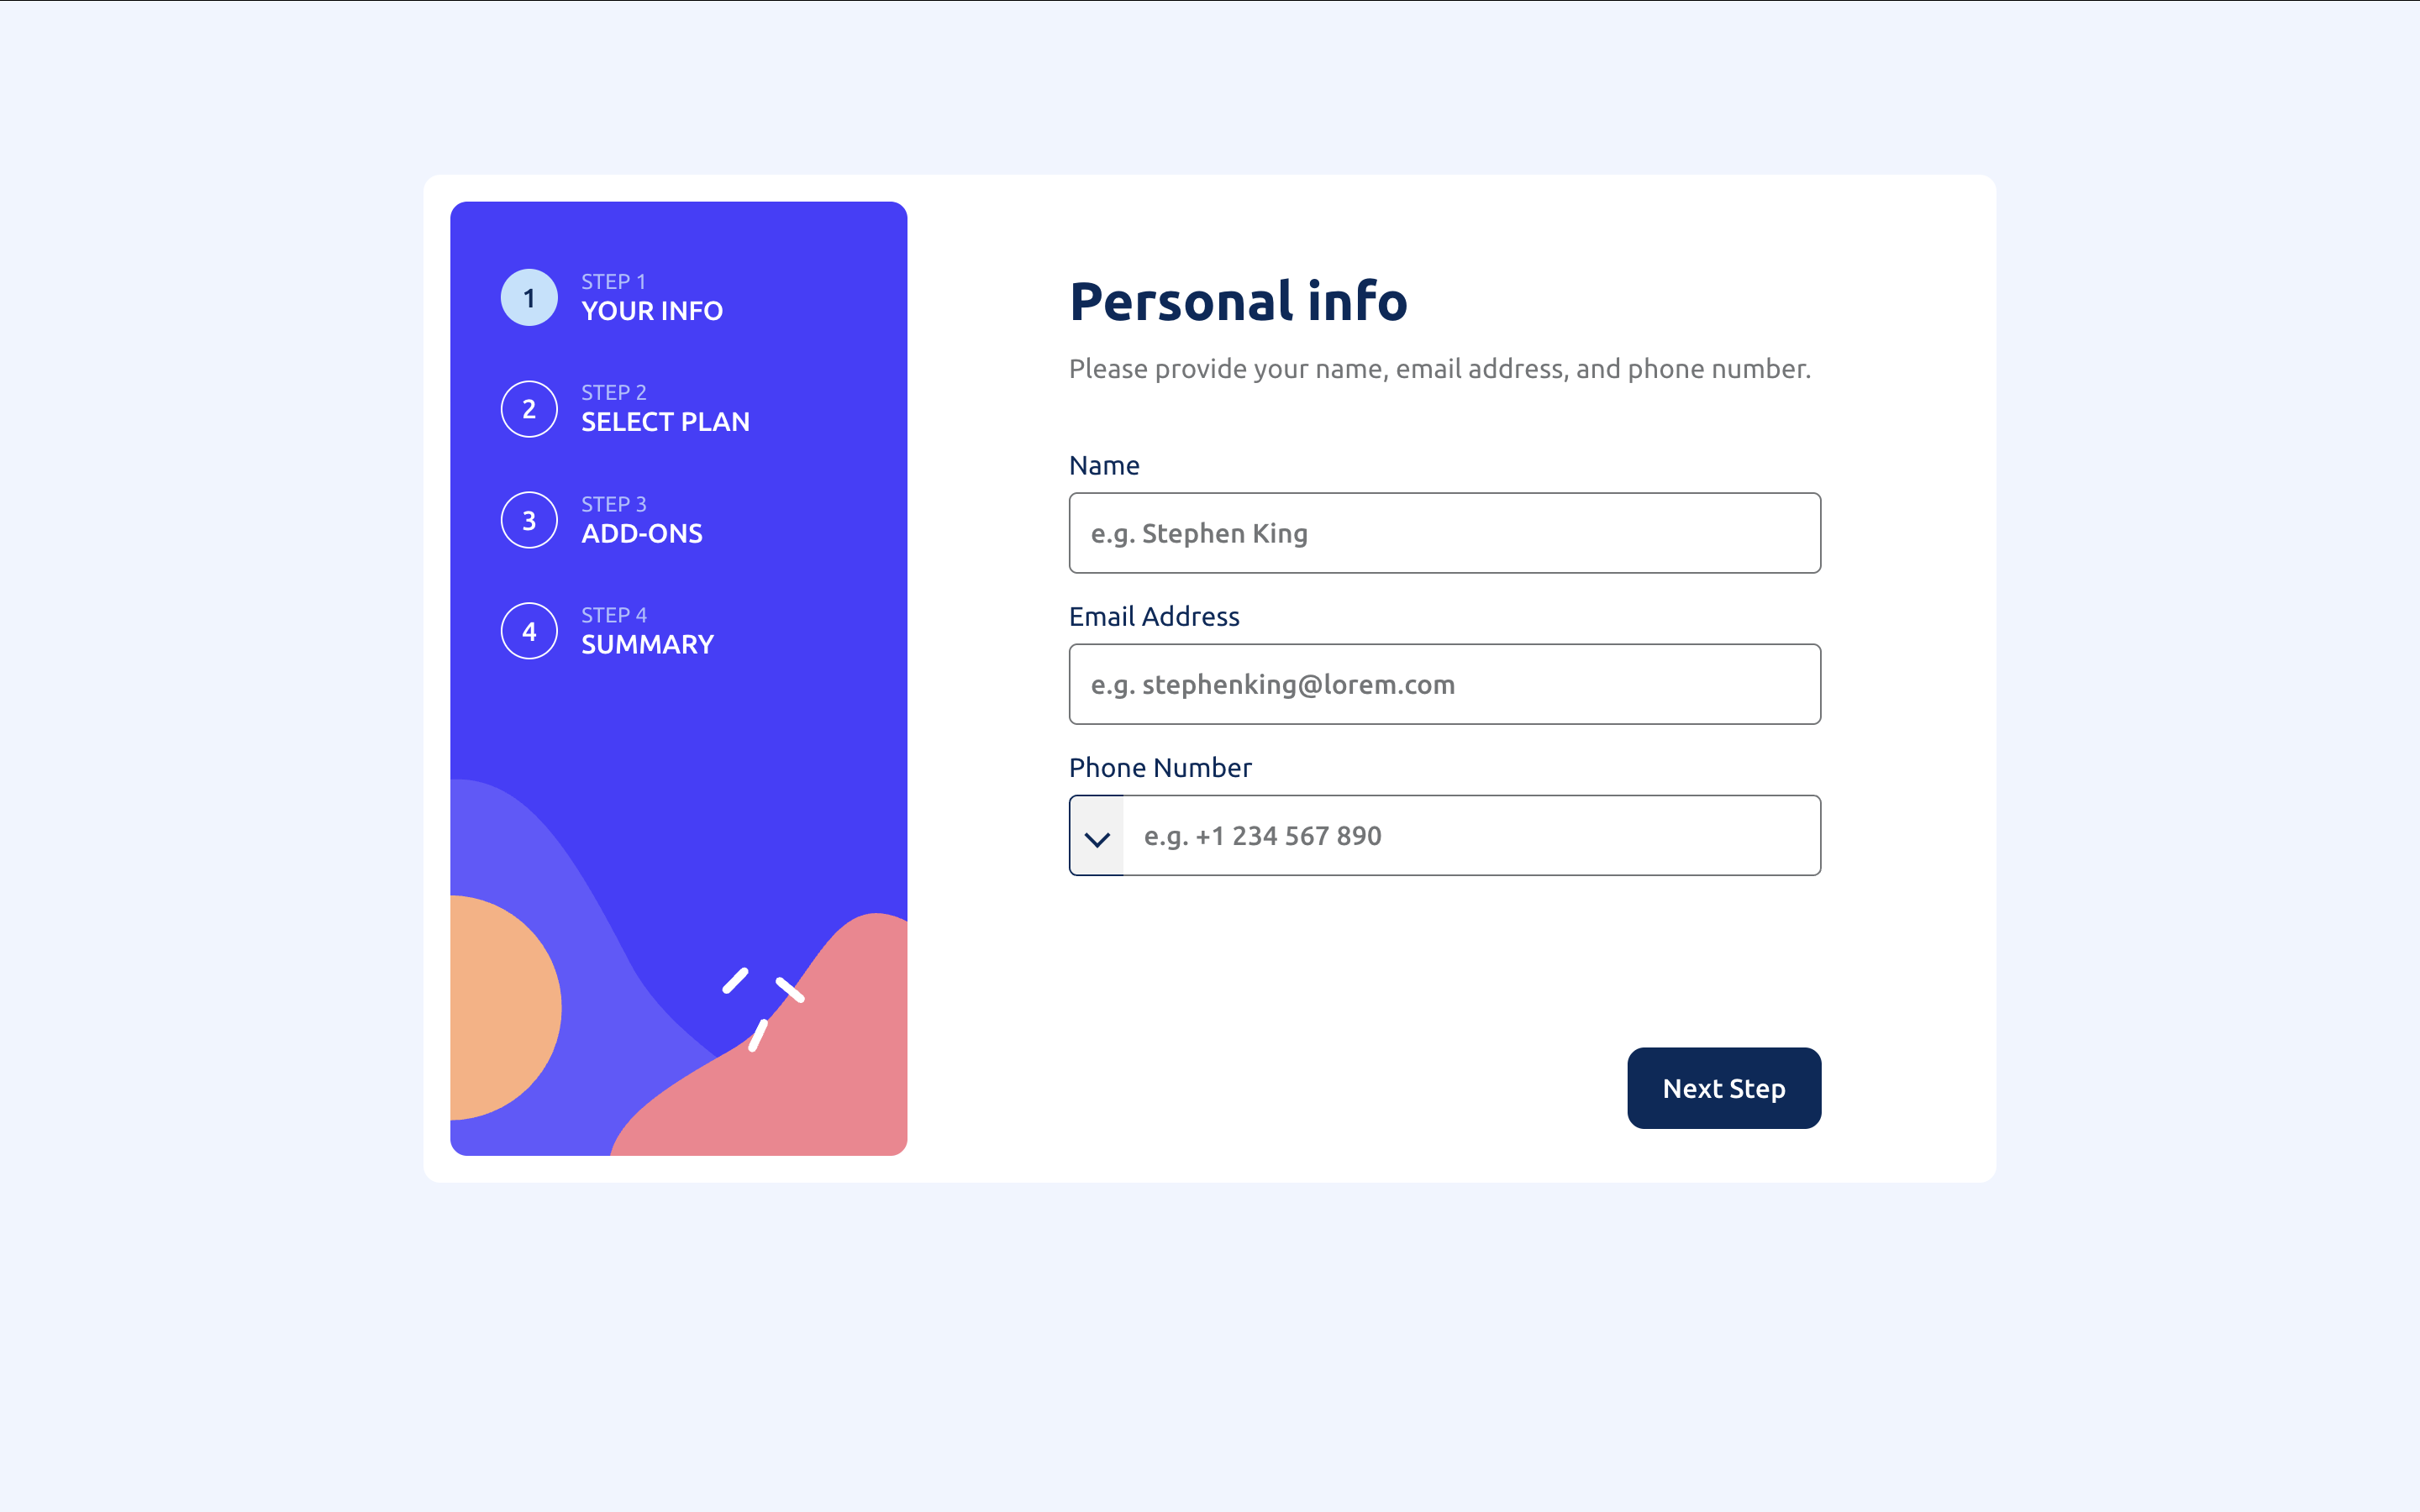 1
STEP 1
YOUR INFO
2
STEP 2
SELECT PLAN
3
STEP 3
ADD-ONS
4
STEP 4
SUMMARY
Personal info
Please provide your name, email address, and phone number.
Name
e.g. Stephen King
Email Address
e.g. stephenking@lorem.com
Phone Number
e.g. +1 234 567 890
Next Step